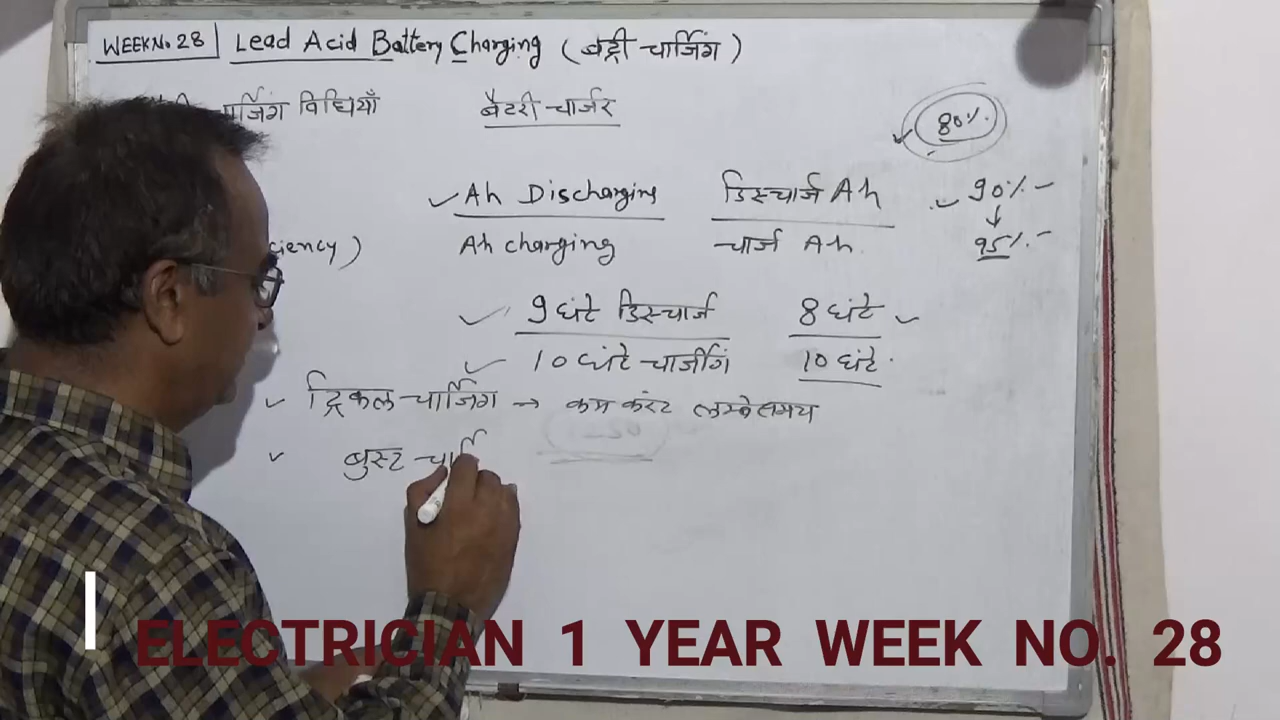 WEEK No. 28 Lead Acid Battery Charging (बैट्री चार्जिंग)
चार्जिंग विधियाँ बैटरी चार्जर
80%
Ah Discharging डिस्चार्ज Ah 90%
ciency) Ah charging चार्ज Ah. 95%
9 घंटे डिस्चार्ज 8 घंटे
10 घंटे चार्जींगं 10 घंटे.
ट्रिकल चार्जिंग → कम करंट लम्बे समय
बुस्ट चार्जि
ELECTRICIAN 1 YEAR WEEK NO. 28